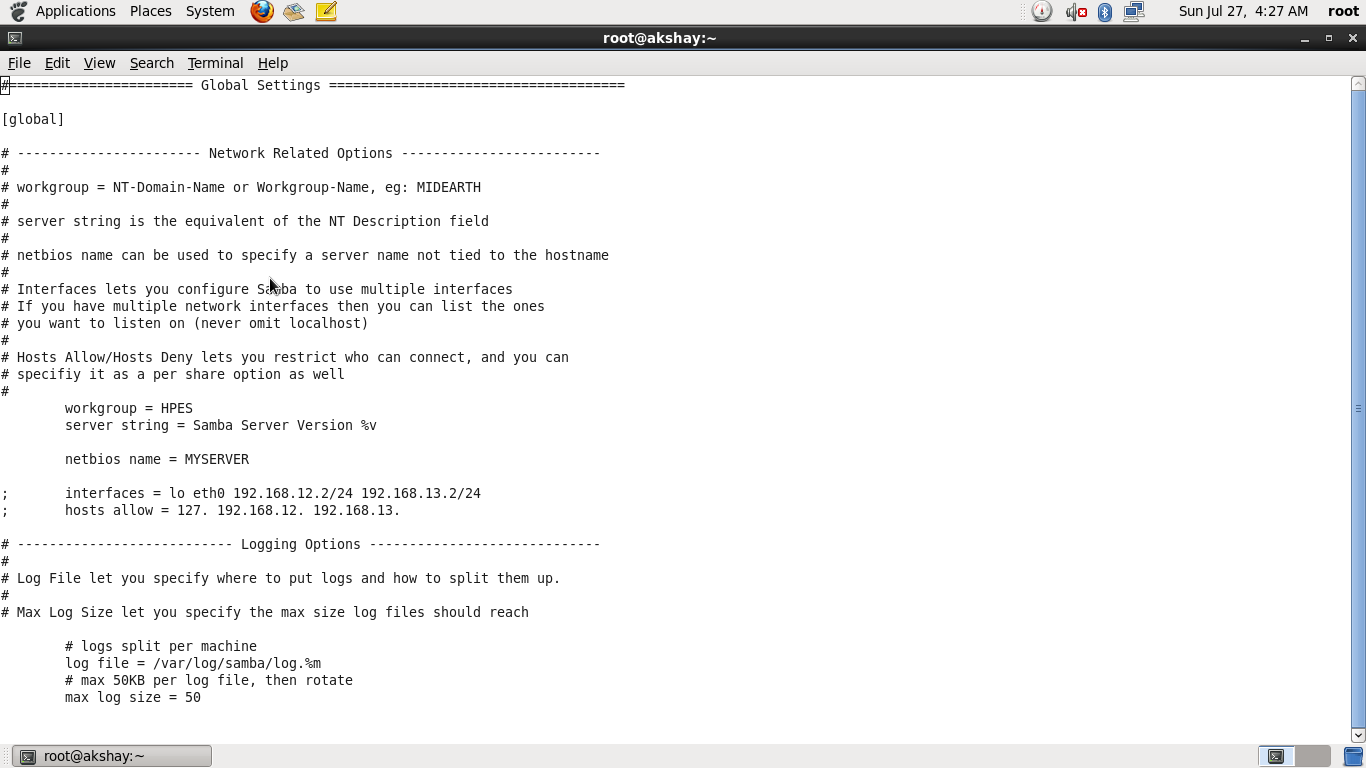 Applications Places System Sun Jul 27, 4:27 AM root
root@akshay:~
File Edit View Search Terminal Help
#======================= Global Settings =====================================

[global]

# ----------------------- Network Related Options -------------------------
#
# workgroup = NT-Domain-Name or Workgroup-Name, eg: MIDEARTH
#
# server string is the equivalent of the NT Description field
#
# netbios name can be used to specify a server name not tied to the hostname
#
# Interfaces lets you configure Samba to use multiple interfaces
# If you have multiple network interfaces then you can list the ones
# you want to listen on (never omit localhost)
#
# Hosts Allow/Hosts Deny lets you restrict who can connect, and you can
# specifiy it as a per share option as well
#
        workgroup = HPES
        server string = Samba Server Version %v

        netbios name = MYSERVER

;       interfaces = lo eth0 192.168.12.2/24 192.168.13.2/24
;       hosts allow = 127. 192.168.12. 192.168.13.

# --------------------------- Logging Options -----------------------------
#
# Log File let you specify where to put logs and how to split them up.
#
# Max Log Size let you specify the max size log files should reach

        # logs split per machine
        log file = /var/log/samba/log.%m
        # max 50KB per log file, then rotate
        max log size = 50
root@akshay:~